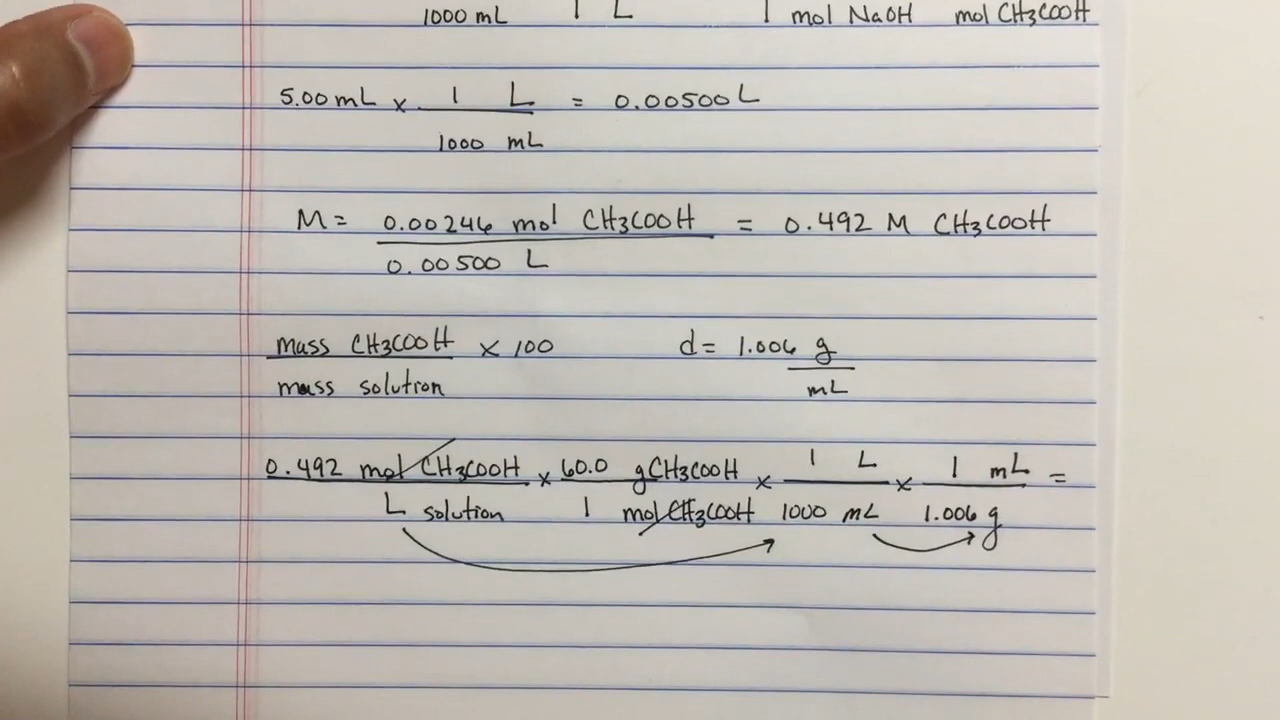 1000 mL 1 L 1 mol NaOH mol CH3COOH
5.00 mL x 1 L = 0.00500 L
1000 mL
M = 0.00246 mol CH3COOH = 0.492 M CH3COOH
0.00500 L
mass CH3COOH x 100 d = 1.006 g
mass solution mL
0.492 mol CH3COOH x 60.0 g CH3COOH x 1 L x 1 mL =
L solution 1 mol CH3COOH 1000 mL 1.006 g